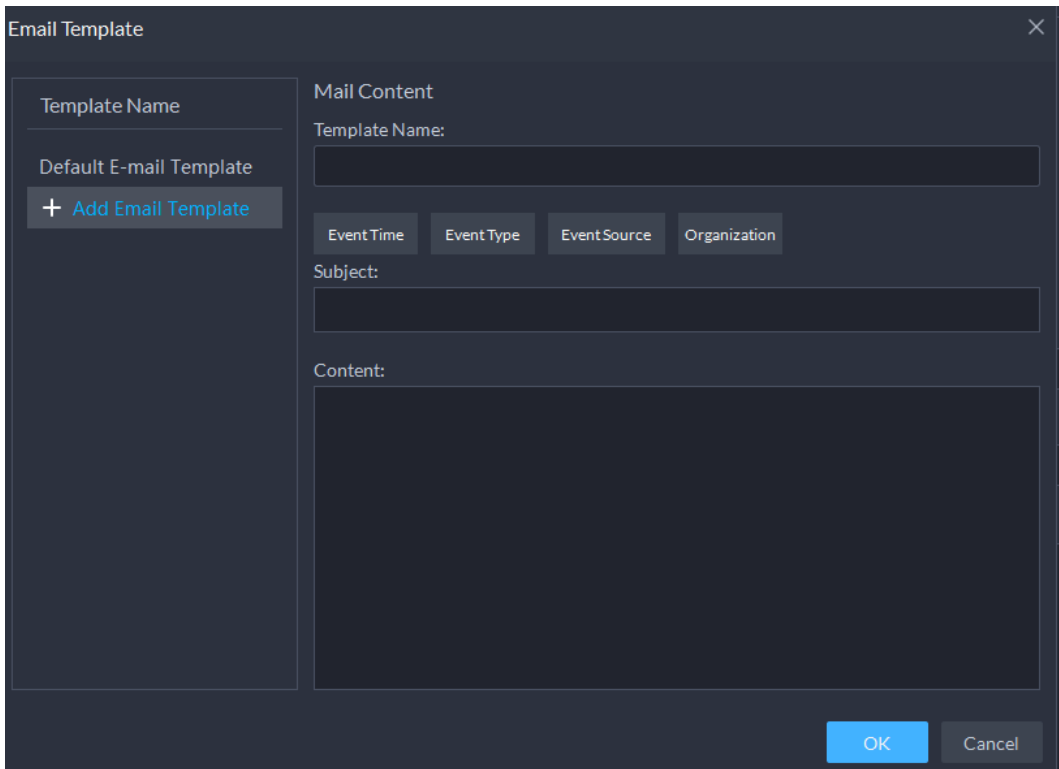 Email Template
Template Name
Default E-mail Template
Add Email Template
Mail Content
Template Name:
Event Time Event Type Event Source Organization
Subject:
Content:
OK Cancel